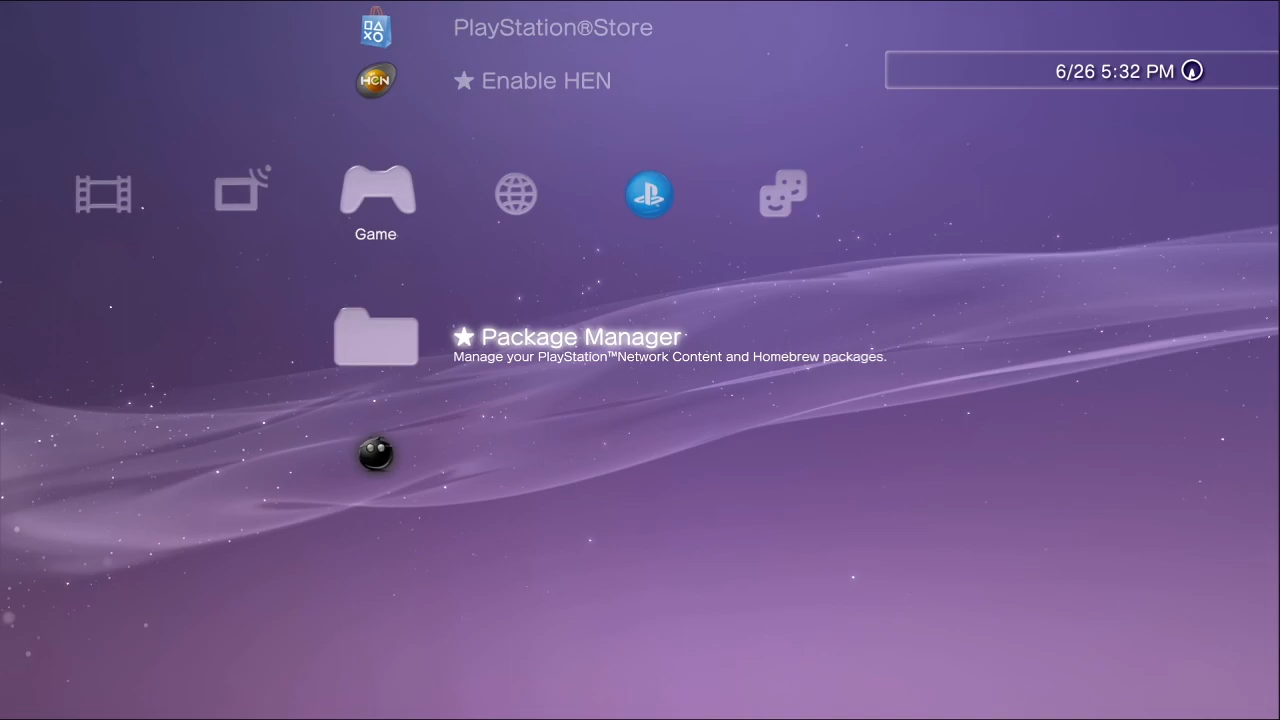 PlayStation®Store
★ Enable HEN
HEN
6/26 5:32 PM
Game
★ Package Manager
Manage your PlayStation™Network Content and Homebrew packages.